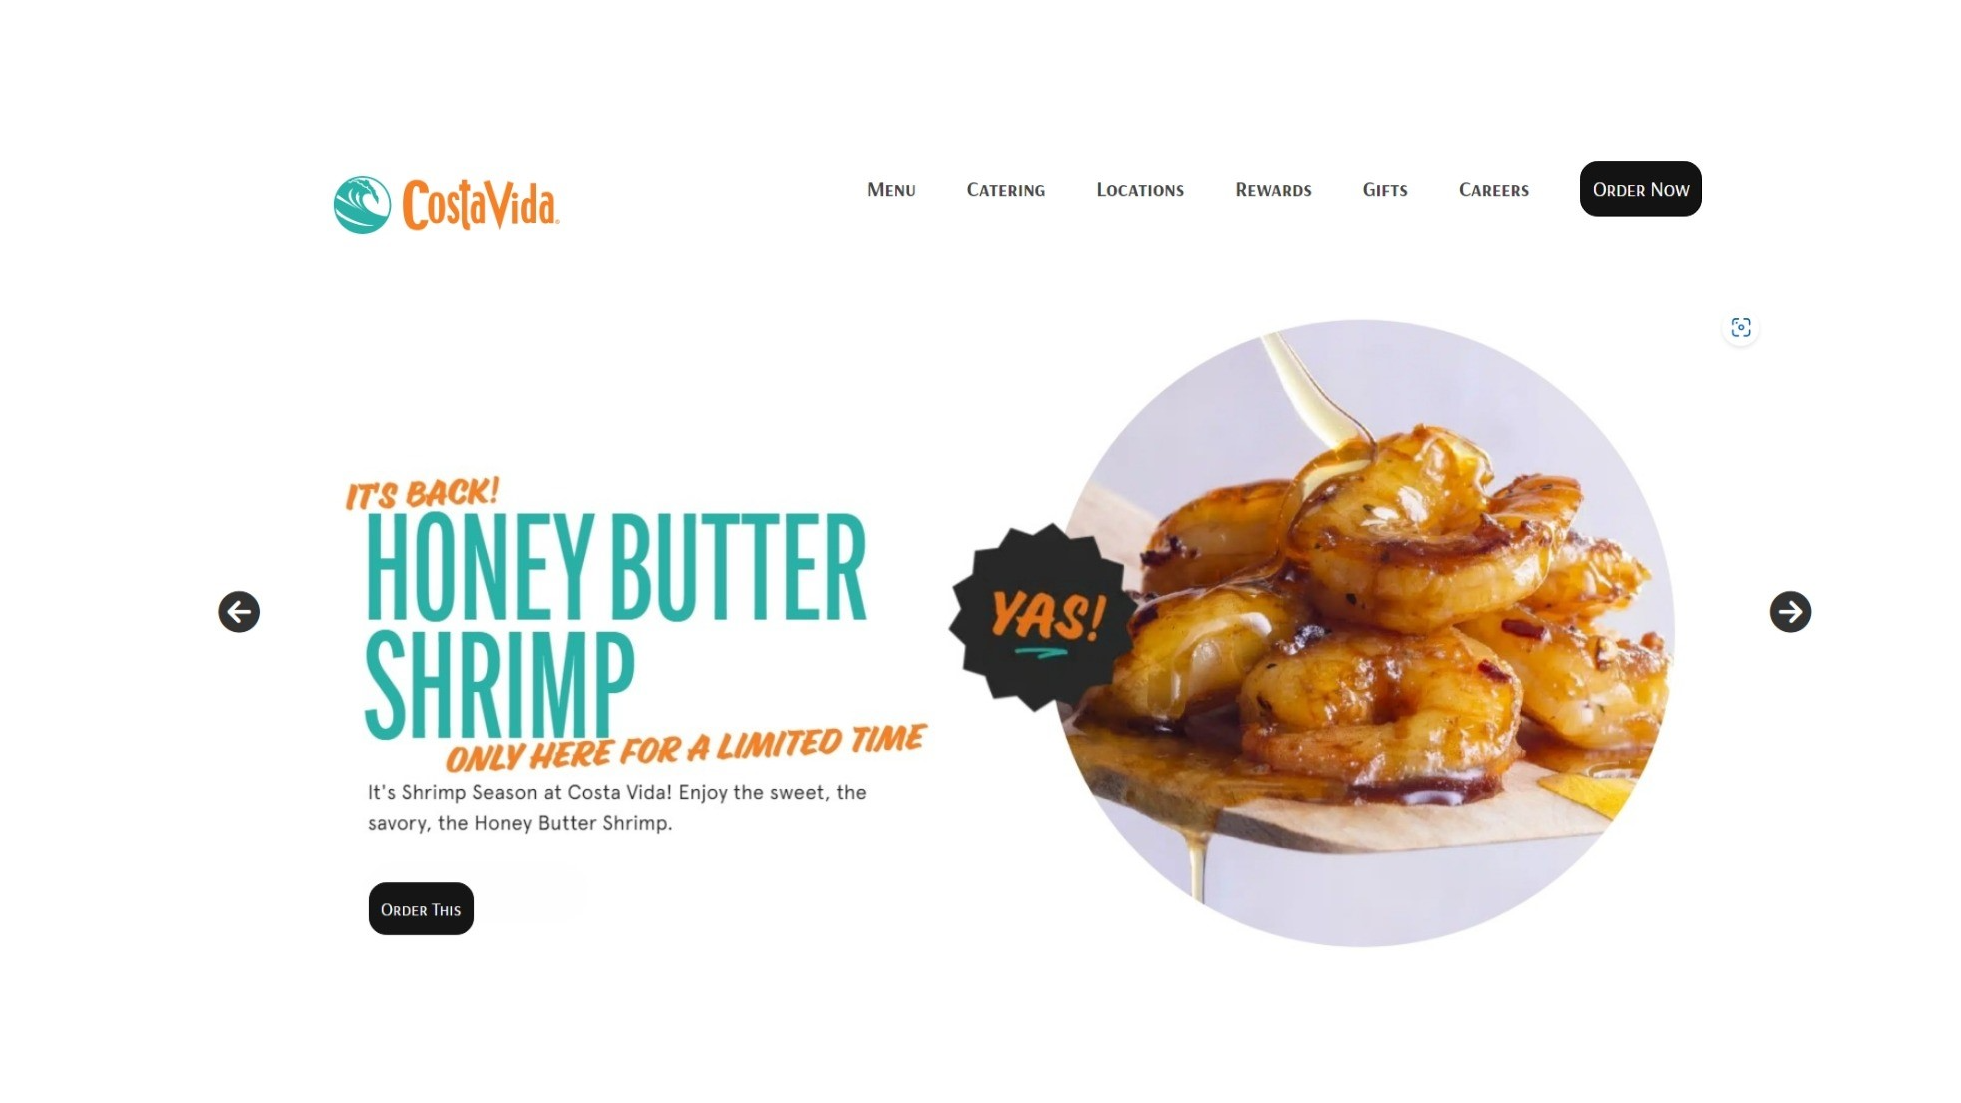 CostaVida
Menu Catering Locations Rewards Gifts Careers Order Now
IT'S BACK!
HONEY BUTTER
SHRIMP
ONLY HERE FOR A LIMITED TIME
It's Shrimp Season at Costa Vida! Enjoy the sweet, the
savory, the Honey Butter Shrimp.
Order This
YAS!